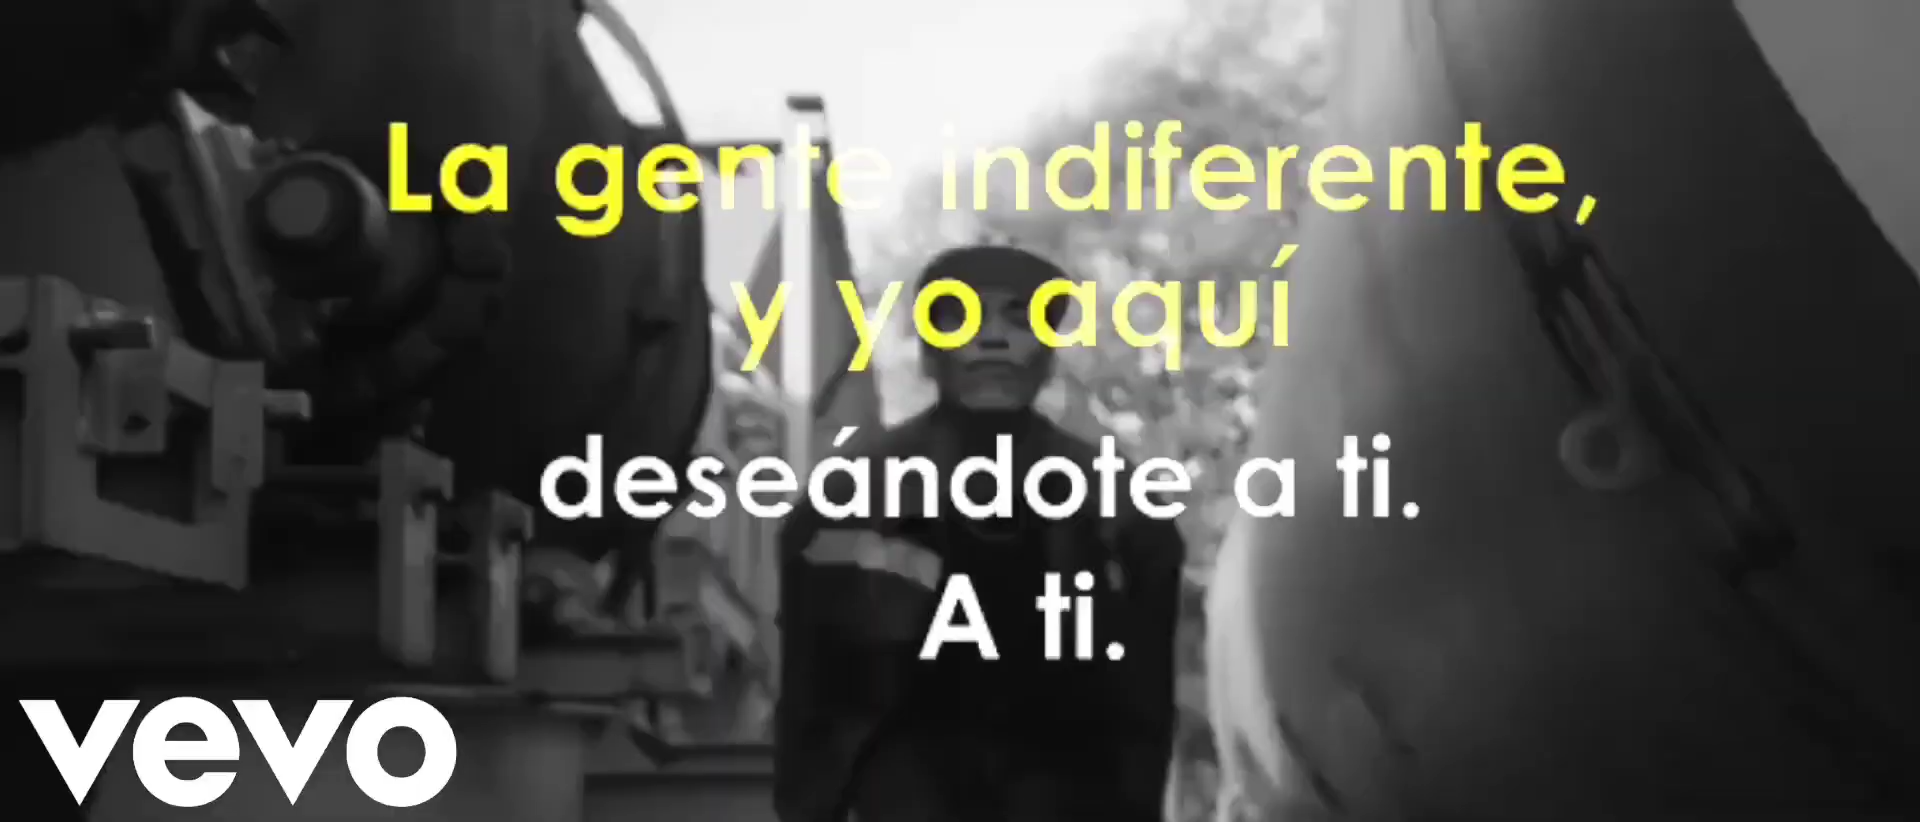 La gente indiferente,
y yo aquí
deseándote a ti.
A ti.
vevo